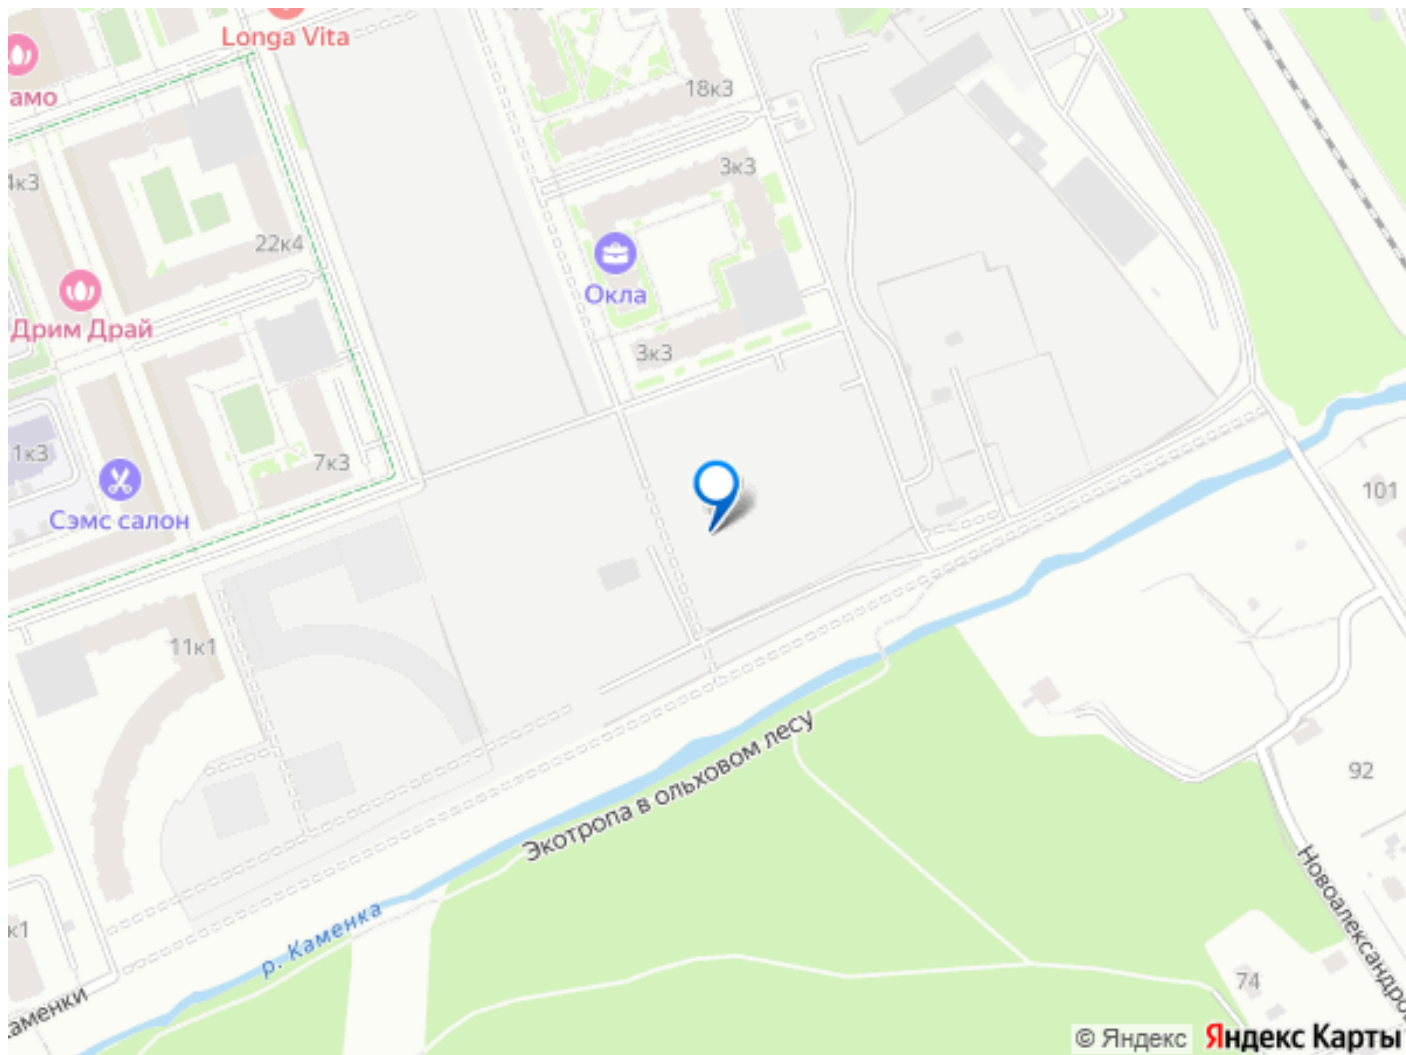 Longa Vita
амо
18к3
3к3
4к3
22к4
Окла
Дрим Драй
3к3
1к3
7к3
Сэмс салон
101
11к1
Экотропа в ольховом лесу
92
Новоалександро
р. Каменка
к1
74
аменки
© Яндекс
Яндекс Карты